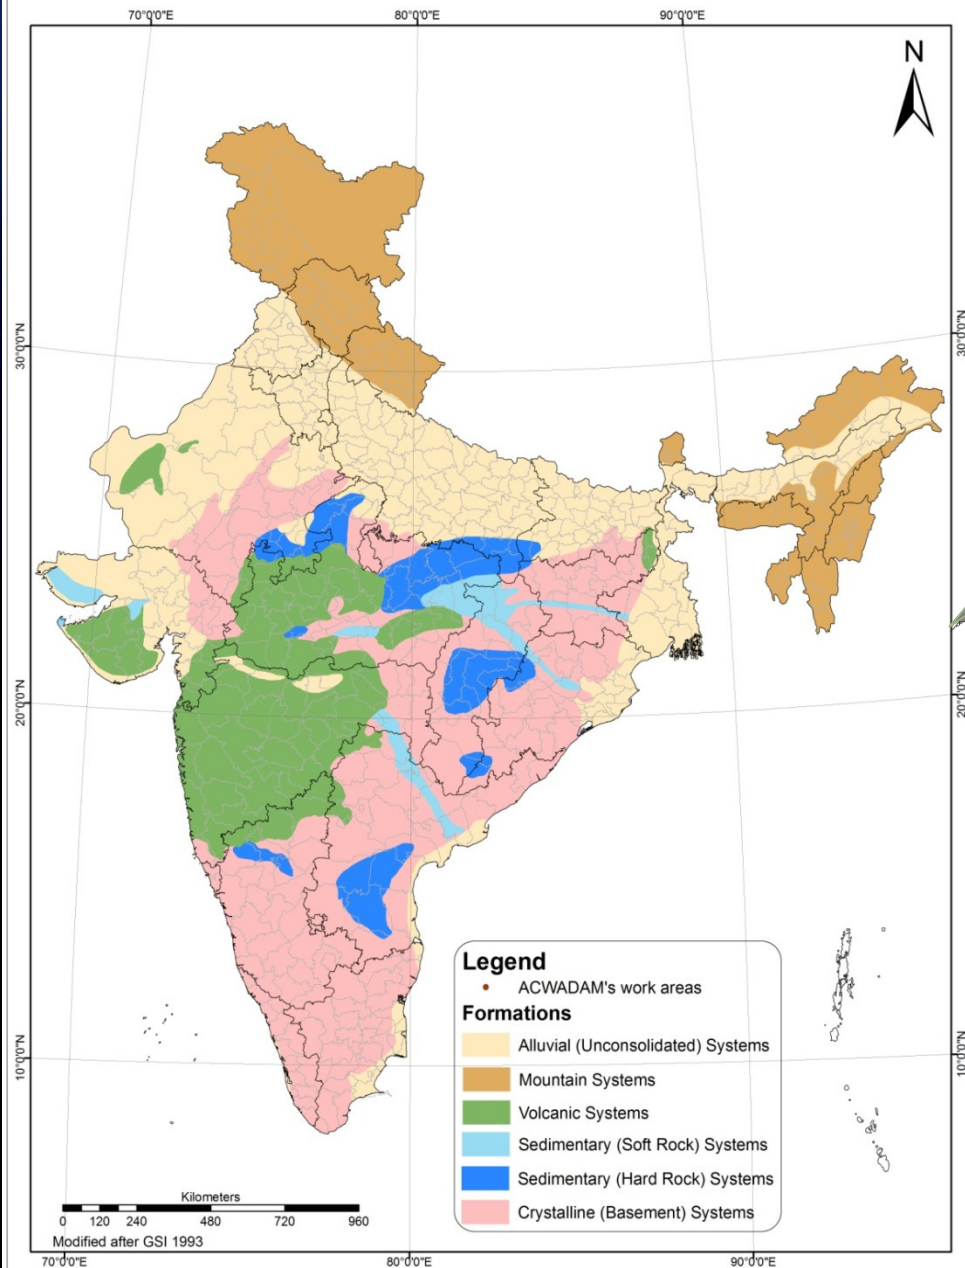 70°0'0"E
80°0'0"E
90°0'0"E
N
30°0'0"N
30°0'0"N
20°0'0"N
20°0'0"N
10°0'0"N
10°0'0"N
Legend
ACWADAM's work areas
Formations
Alluvial (Unconsolidated) Systems
Mountain Systems
Volcanic Systems
Sedimentary (Soft Rock) Systems
Sedimentary (Hard Rock) Systems
Crystalline (Basement) Systems
Kilometers
0 120 240 480 720 960
Modified after GSI 1993
70°0'0"E
80°0'0"E
90°0'0"E